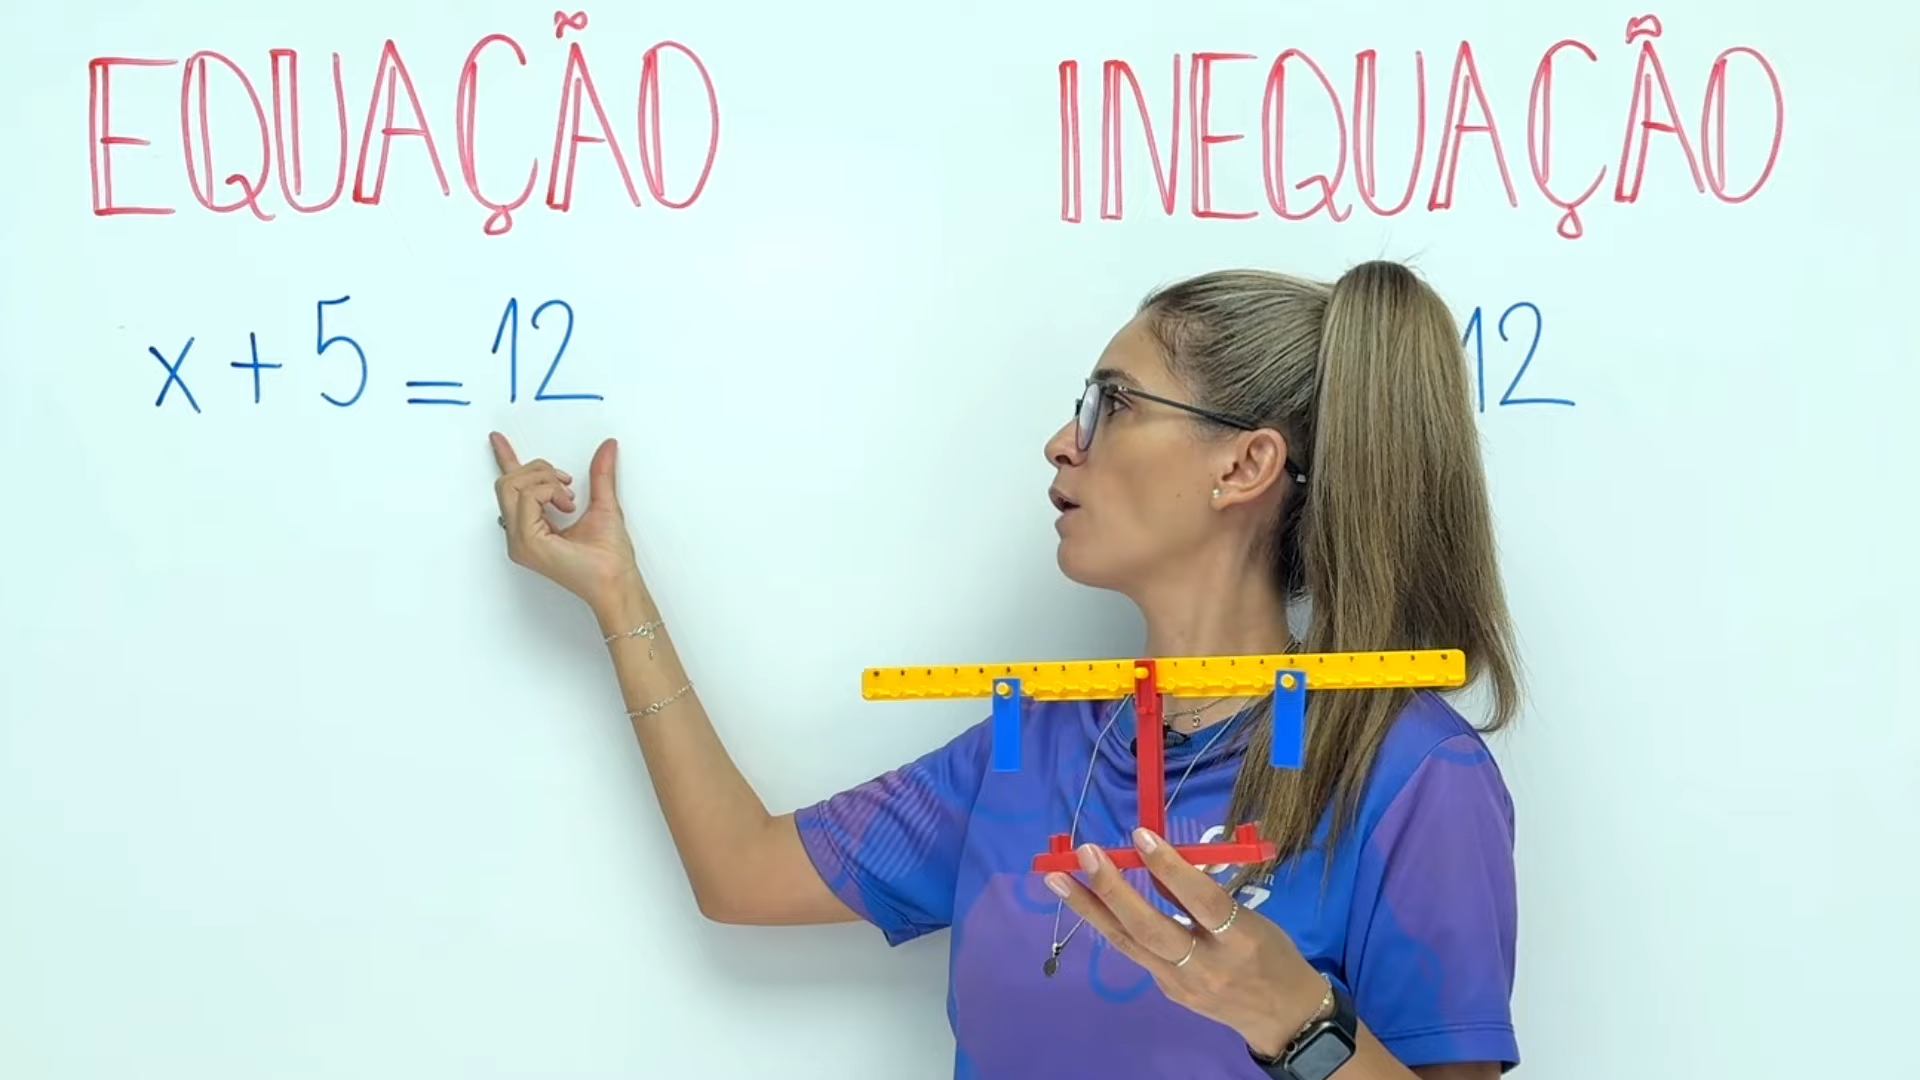 EQUAÇÃO
INEQUAÇÃO
x + 5 = 12
12